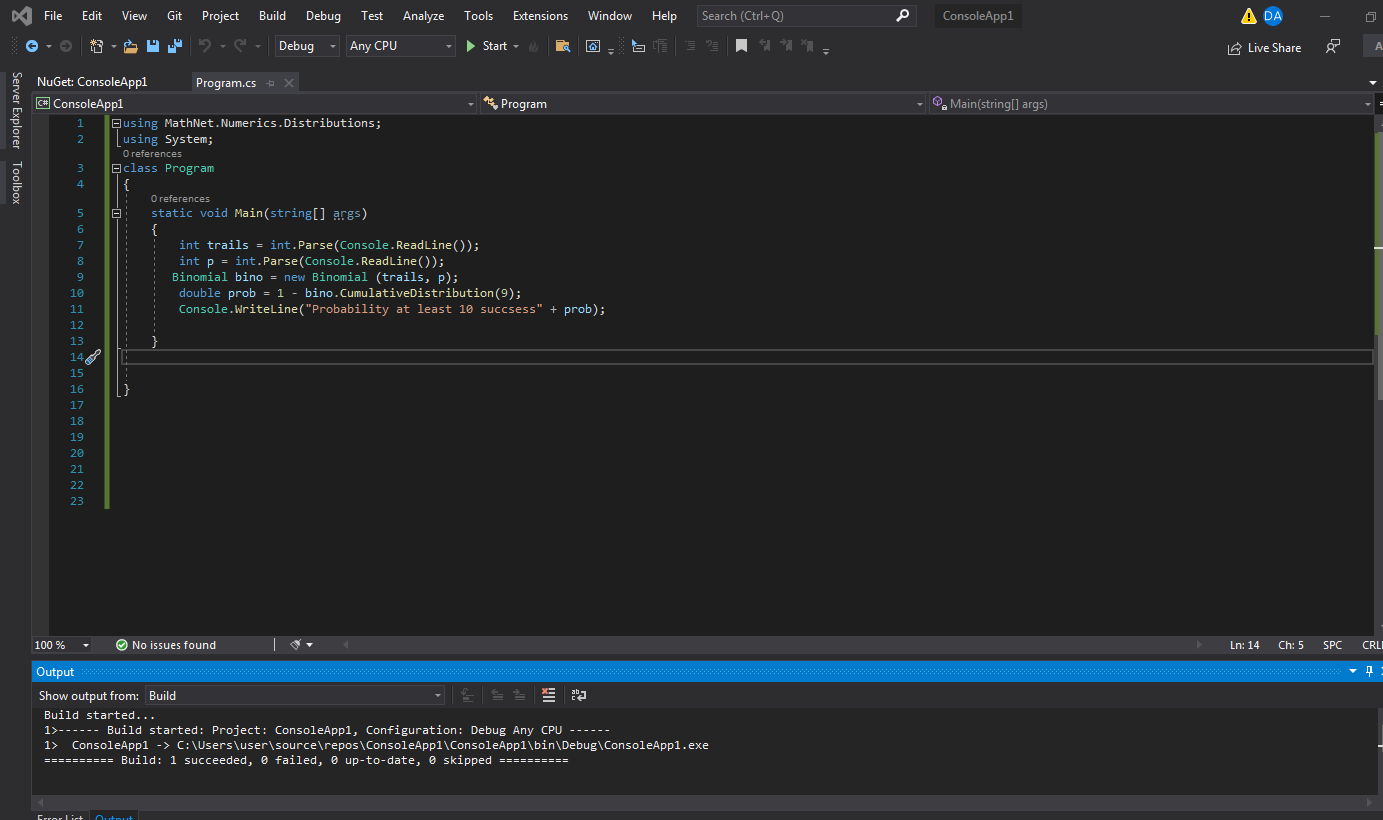 File Edit View Git Project Build Debug Test Analyze Tools Extensions Window Help Search (Ctrl+Q) ConsoleApp1 DA
Debug Any CPU Start Live Share A
Server Explorer
Toolbox
NuGet: ConsoleApp1 Program.cs
C# ConsoleApp1 Program Main(string[] args)
1 using MathNet.Numerics.Distributions;
2 using System;
0 references
3 class Program
4 {
0 references
5 static void Main(string[] args)
6 {
7 int trails = int.Parse(Console.ReadLine());
8 int p = int.Parse(Console.ReadLine());
9 Binomial bino = new Binomial (trails, p);
10 double prob = 1 - bino.CumulativeDistribution(9);
11 Console.WriteLine("Probability at least 10 succsess" + prob);
12
13 }
14
15
16 }
17
18
19
20
21
22
23
100 % No issues found Ln: 14 Ch: 5 SPC CRL
Output
Show output from: Build
Build started...
1>------ Build started: Project: ConsoleApp1, Configuration: Debug Any CPU ------
1> ConsoleApp1 -> C:\Users\user\source\repos\ConsoleApp1\ConsoleApp1\bin\Debug\ConsoleApp1.exe
========== Build: 1 succeeded, 0 failed, 0 up-to-date, 0 skipped ==========
Error List Output